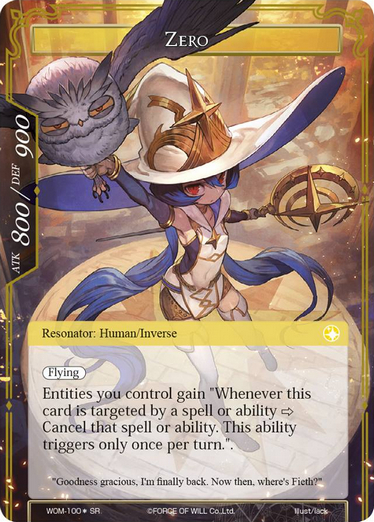 Zero
ATK 800 / DEF 900
Resonator: Human/Inverse
Flying
Entities you control gain "Whenever this
card is targeted by a spell or ability ⇨
Cancel that spell or ability. This ability
triggers only once per turn.".
"Goodness gracious, I'm finally back. Now then, where's Fieth?"
WOM-100 ✦ SR ©FORCE OF WILL Co.,Ltd. Illust/lack